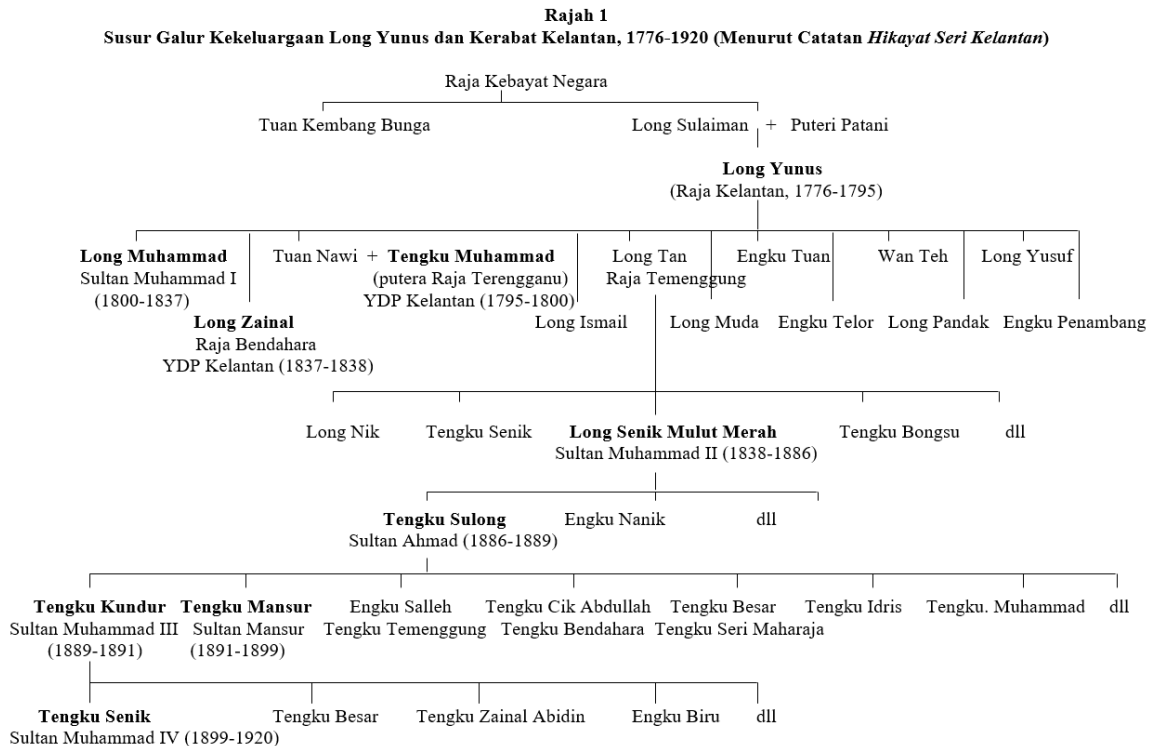 Rajah 1
Susur Galur Kekeluargaan Long Yunus dan Kerabat Kelantan, 1776-1920 (Menurut Catatan Hikayat Seri Kelantan)
Raja Kebayat Negara
Tuan Kembang Bunga Long Sulaiman + Puteri Patani
Long Yunus
(Raja Kelantan, 1776-1795)
Long Muhammad Tuan Nawi + Tengku Muhammad Long Tan Engku Tuan Wan Teh Long Yusuf
Sultan Muhammad I (putera Raja Terengganu) Raja Temenggung
(1800-1837) YDP Kelantan (1795-1800)
Long Zainal Long Ismail Long Muda Engku Telor Long Pandak Engku Penambang
Raja Bendahara
YDP Kelantan (1837-1838)
Long Nik Tengku Senik Long Senik Mulut Merah Tengku Bongsu dll
Sultan Muhammad II (1838-1886)
Tengku Sulong Engku Nanik dll
Sultan Ahmad (1886-1889)
Tengku Kundur Tengku Mansur Engku Salleh Tengku Cik Abdullah Tengku Besar Tengku Idris Tengku. Muhammad dll
Sultan Muhammad III Sultan Mansur Tengku Temenggung Tengku Bendahara Tengku Seri Maharaja
(1889-1891) (1891-1899)
Tengku Senik Tengku Besar Tengku Zainal Abidin Engku Biru dll
Sultan Muhammad IV (1899-1920)